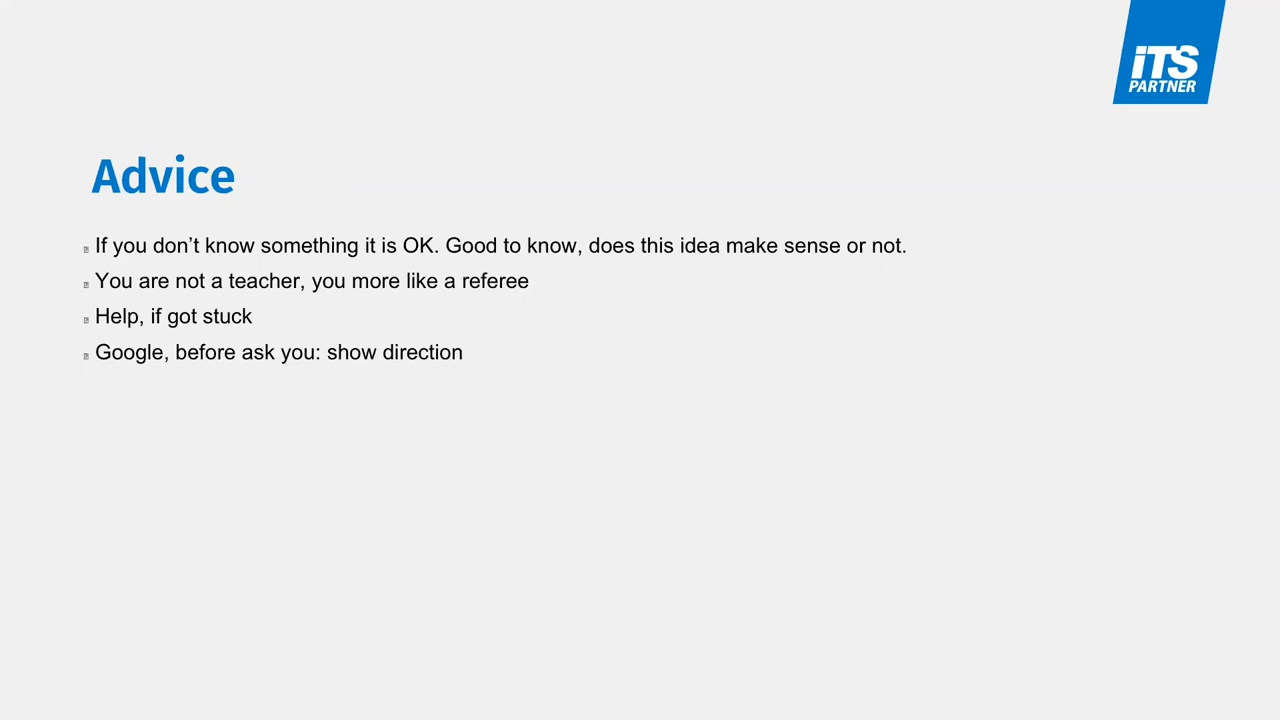 iTS
PARTNER
Advice
If you don’t know something it is OK. Good to know, does this idea make sense or not.
You are not a teacher, you more like a referee
Help, if got stuck
Google, before ask you: show direction